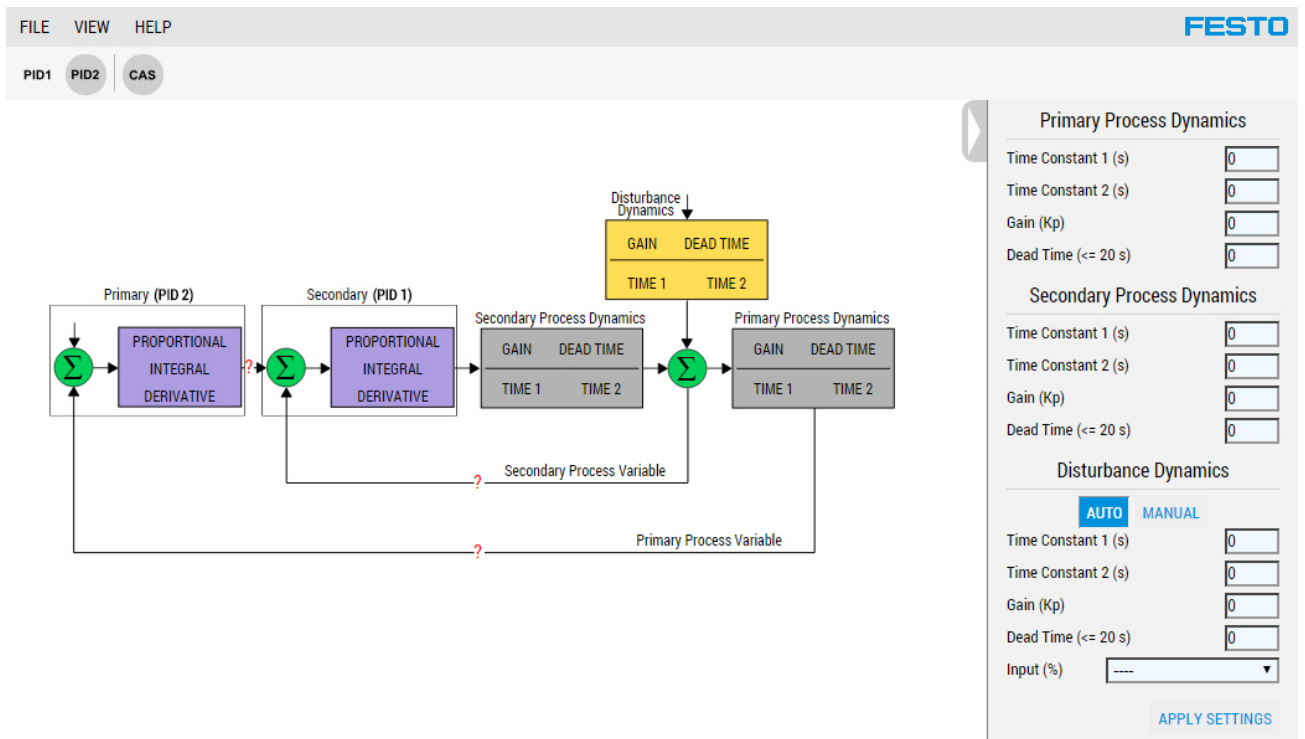 FILE VIEW HELP
FESTO
PID1 PID2 CAS
Disturbance
Dynamics
GAIN DEAD TIME
TIME 1 TIME 2
Primary (PID 2)
Secondary (PID 1)
Secondary Process Dynamics
Primary Process Dynamics
Σ
PROPORTIONAL
INTEGRAL
DERIVATIVE
?
Σ
PROPORTIONAL
INTEGRAL
DERIVATIVE
GAIN DEAD TIME
TIME 1 TIME 2
Σ
GAIN DEAD TIME
TIME 1 TIME 2
Secondary Process Variable
?
Primary Process Variable
?
Primary Process Dynamics
Time Constant 1 (s) 0
Time Constant 2 (s) 0
Gain (Kp) 0
Dead Time (<= 20 s) 0
Secondary Process Dynamics
Time Constant 1 (s) 0
Time Constant 2 (s) 0
Gain (Kp) 0
Dead Time (<= 20 s) 0
Disturbance Dynamics
AUTO MANUAL
Time Constant 1 (s) 0
Time Constant 2 (s) 0
Gain (Kp) 0
Dead Time (<= 20 s) 0
Input (%) ----
APPLY SETTINGS